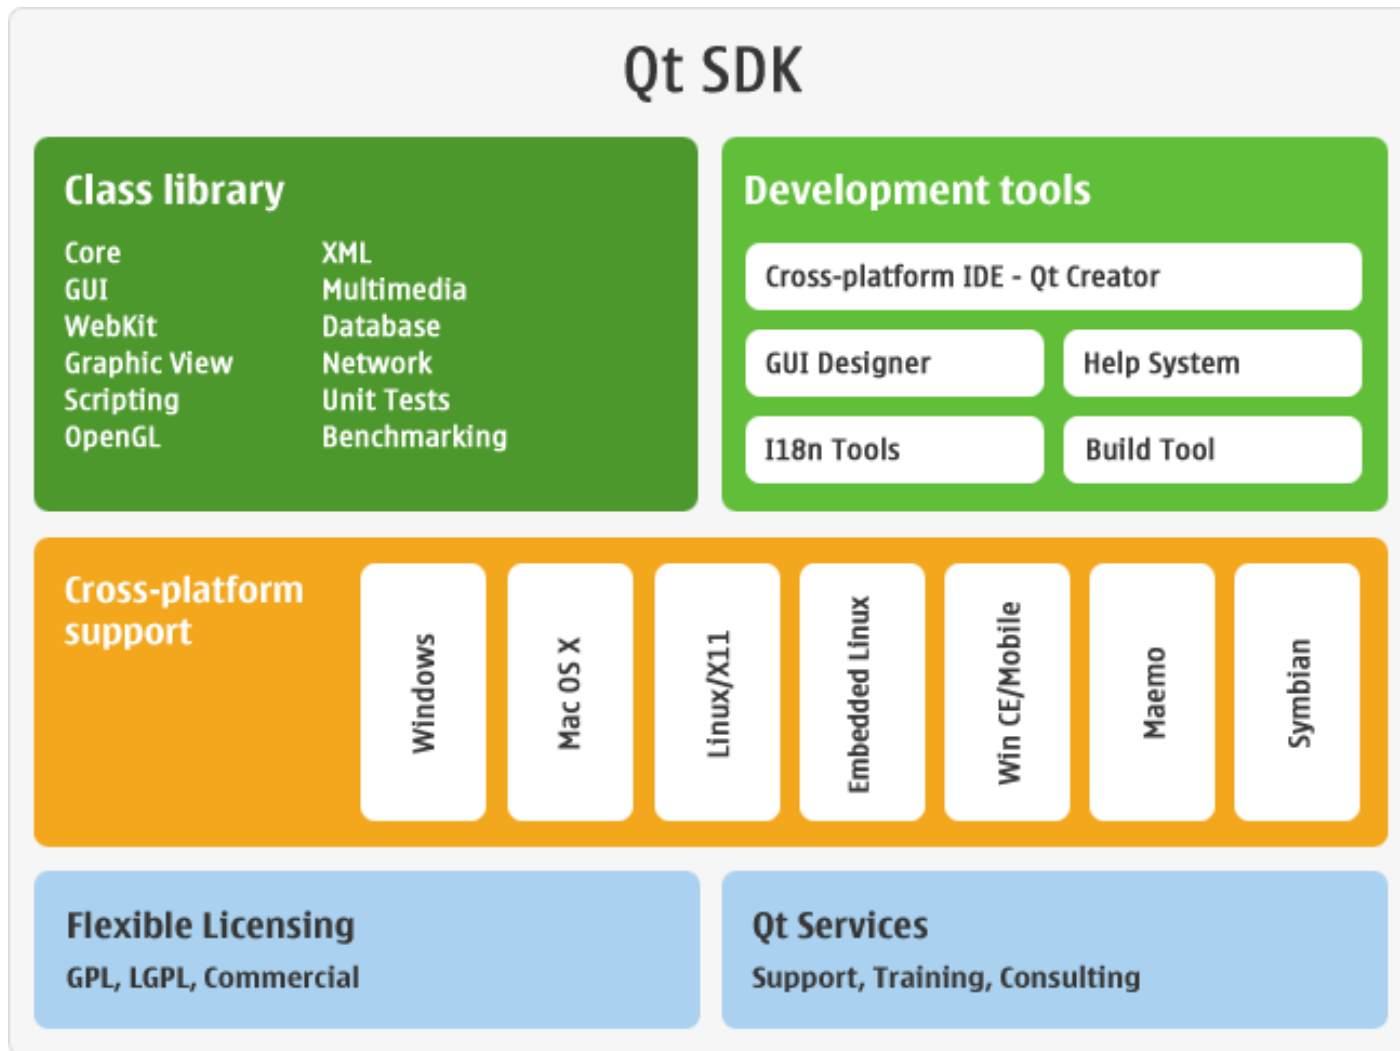 Qt SDK
Class library
Core
GUI
WebKit
Graphic View
Scripting
OpenGL
XML
Multimedia
Database
Network
Unit Tests
Benchmarking
Development tools
Cross-platform IDE - Qt Creator
GUI Designer
Help System
I18n Tools
Build Tool
Cross-platform
support
Windows
Mac OS X
Linux/X11
Embedded Linux
Win CE/Mobile
Maemo
Symbian
Flexible Licensing
GPL, LGPL, Commercial
Qt Services
Support, Training, Consulting